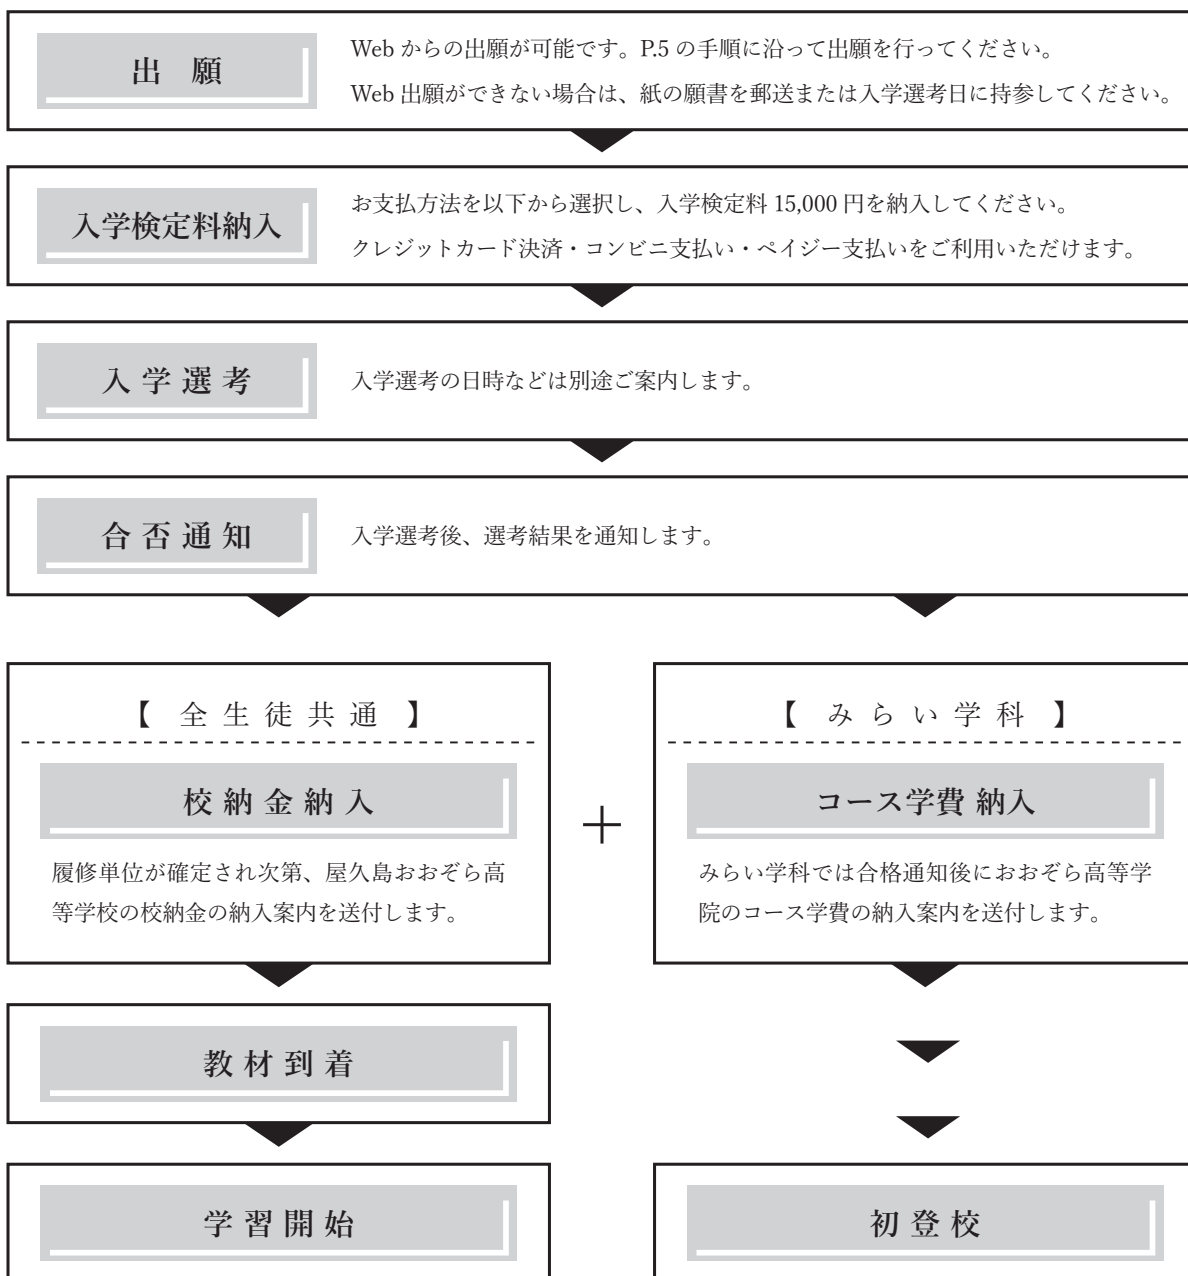 出 願
Web からの出願が可能です。P.5 の手順に沿って出願を行ってください。
Web 出願ができない場合は、紙の願書を郵送または入学選考日に持参してください。
入学検定料納入
お支払方法を以下から選択し、入学検定料 15,000 円を納入してください。
クレジットカード決済・コンビニ支払い・ペイジー支払いをご利用いただけます。
入学選考
入学選考の日時などは別途ご案内します。
合否通知
入学選考後、選考結果を通知します。
【 全生徒共通 】
校納金納入
履修単位が確定され次第、屋久島おおぞら高
等学校の校納金の納入案内を送付します。
+
【 みらい学科 】
コース学費 納入
みらい学科では合格通知後におおぞら高等学
院のコース学費の納入案内を送付します。
教材到着
学習開始
初登校